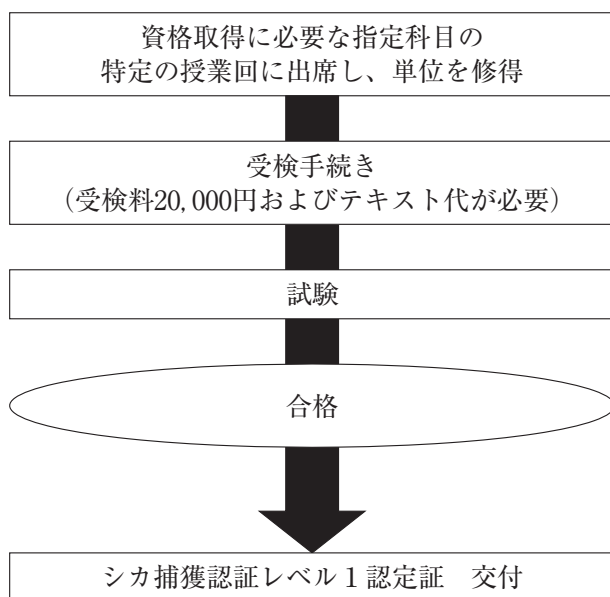 資格取得に必要な指定科目の
特定の授業回に出席し、単位を修得
受検手続き
（受検料20,000円およびテキスト代が必要）
試験
合格
シカ捕獲認証レベル１認定証　交付